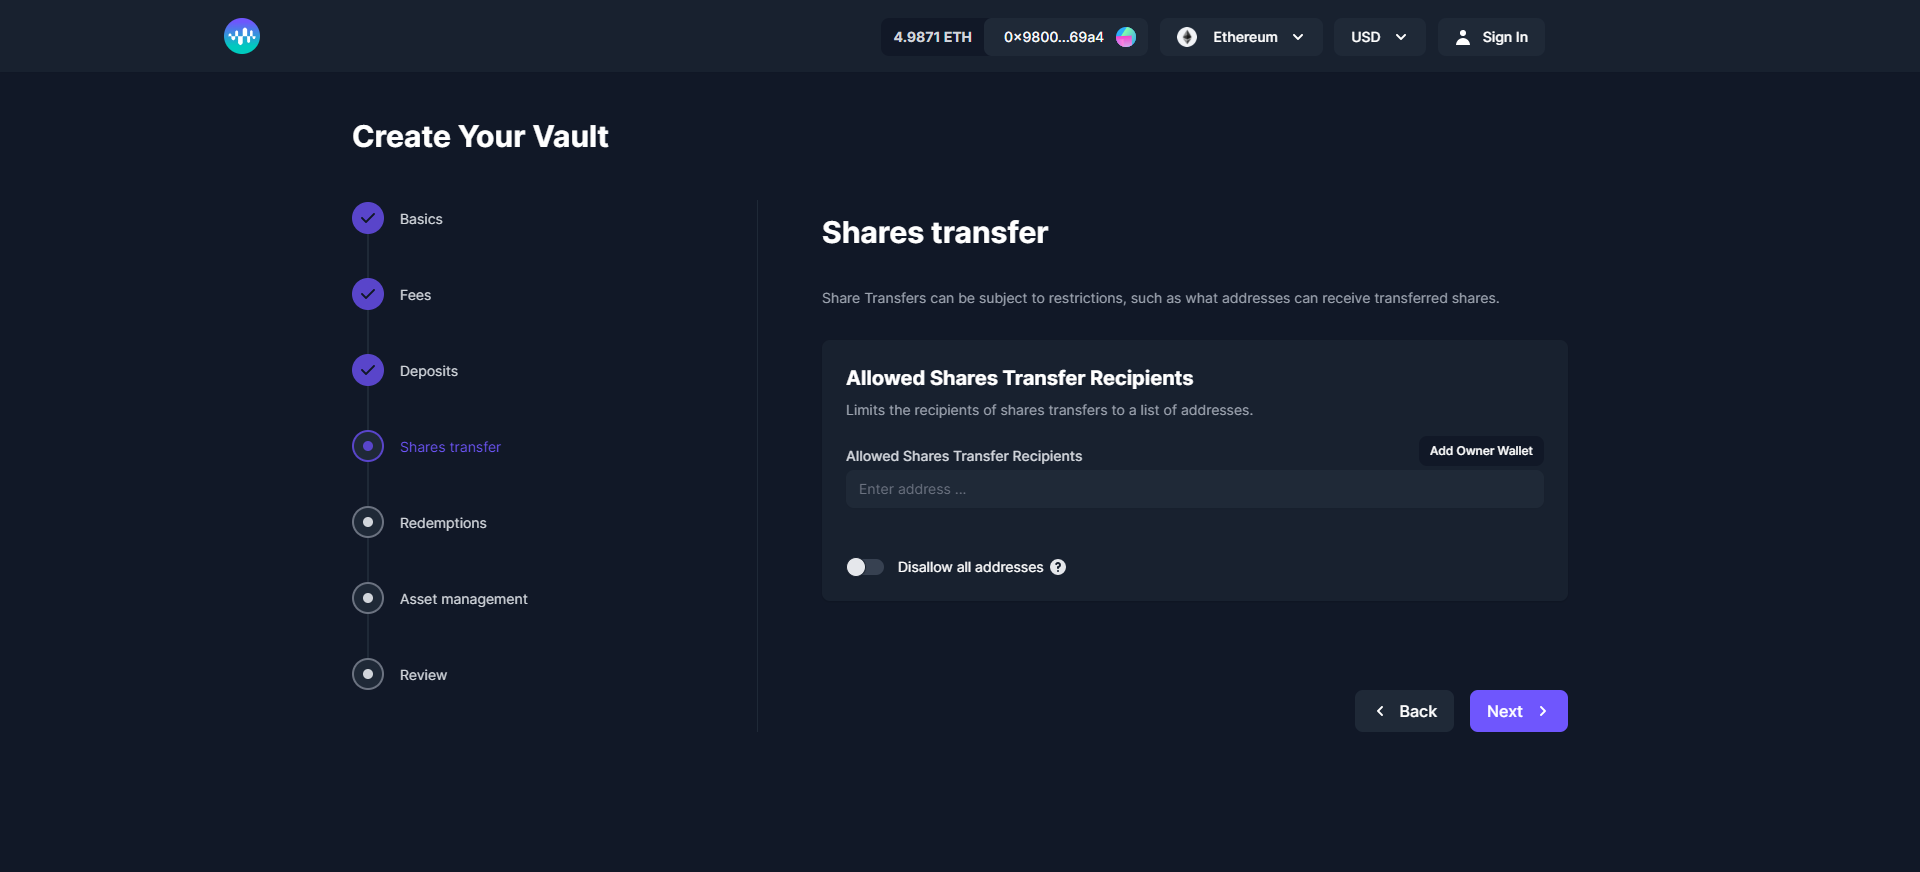 4.9871 ETH
0×9800...69a4
Ethereum
USD
Sign In
Create Your Vault
Basics
Fees
Deposits
Shares transfer
Redemptions
Asset management
Review
Shares transfer
Share Transfers can be subject to restrictions, such as what addresses can receive transferred shares.
Allowed Shares Transfer Recipients
Limits the recipients of shares transfers to a list of addresses.
Allowed Shares Transfer Recipients
Add Owner Wallet
Enter address ...
Disallow all addresses ?
Back
Next